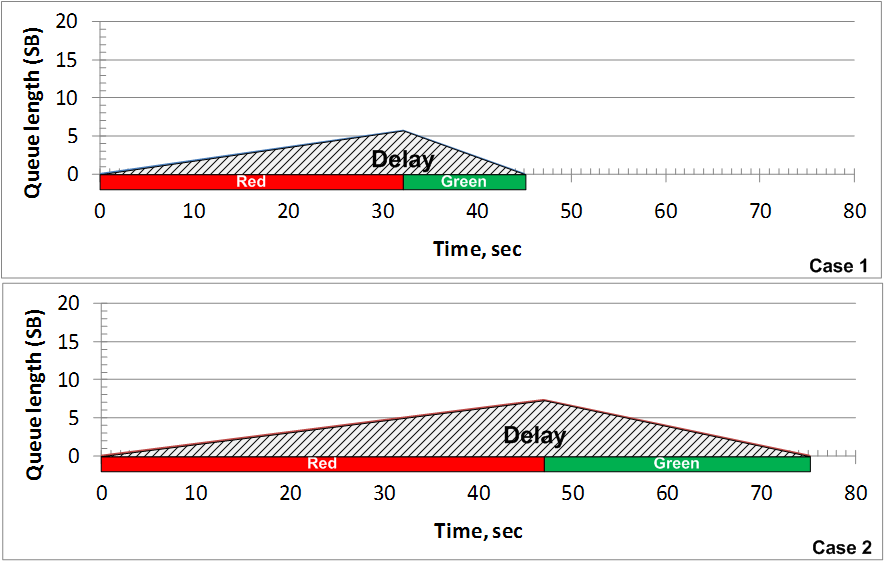 Queue length (SB)
20
15
10
5
0
Delay
Red
Green
0 10 20 30 40 50 60 70 80
Time, sec
Case 1
Queue length (SB)
20
15
10
5
0
Delay
Red
Green
0 10 20 30 40 50 60 70 80
Time, sec
Case 2